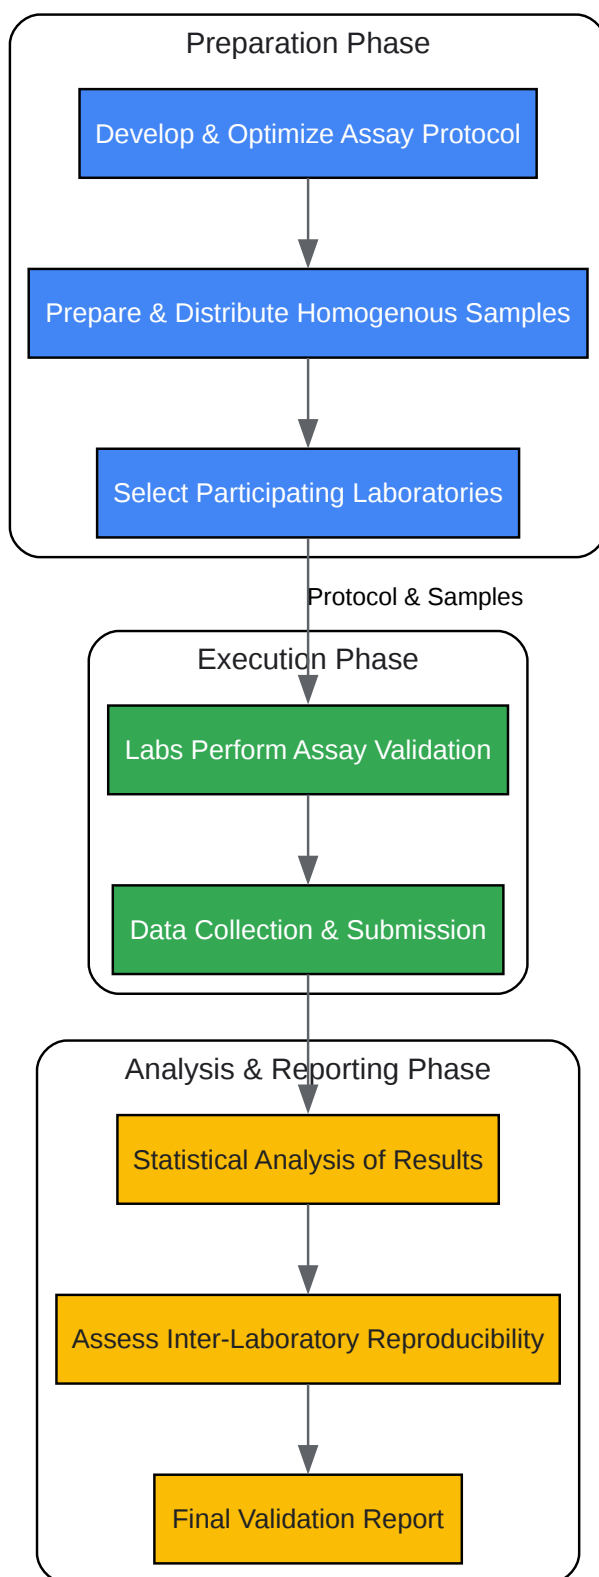 Preparation Phase
Develop & Optimize Assay Protocol
Prepare & Distribute Homogenous Samples
Select Participating Laboratories
Protocol & Samples
Execution Phase
Labs Perform Assay Validation
Data Collection & Submission
Analysis & Reporting Phase
Statistical Analysis of Results
Assess Inter-Laboratory Reproducibility
Final Validation Report